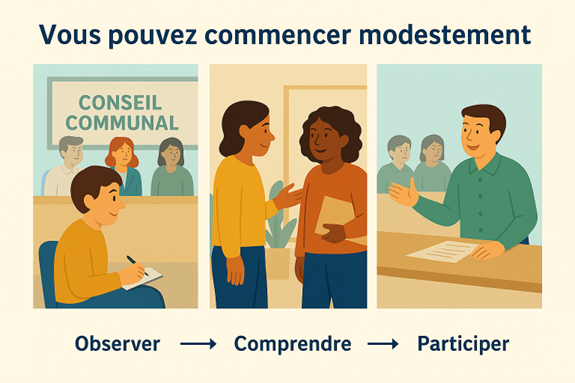 Vous pouvez commencer modestement
CONSEIL
COMMUNAL
Observer → Comprendre → Participer